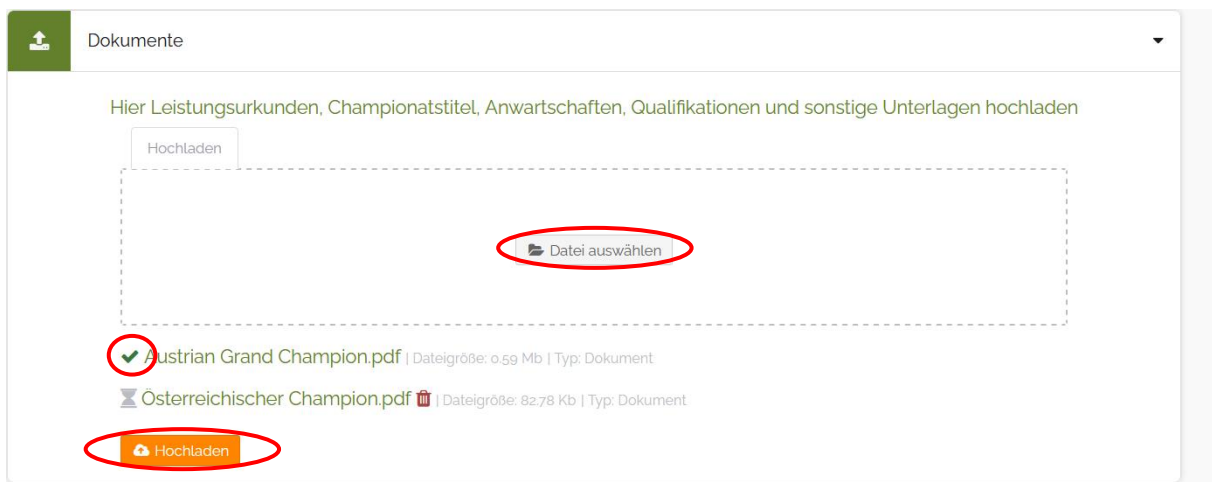 Dokumente
Hier Leistungsurkunden, Championatstitel, Anwartschaften, Qualifikationen und sonstige Unterlagen hochladen
Hochladen
Datei auswählen
Austrian Grand Champion.pdf | Dateigröße: 0.59 Mb | Typ: Dokument
Österreichischer Champion.pdf | Dateigröße: 82.78 Kb | Typ: Dokument
Hochladen